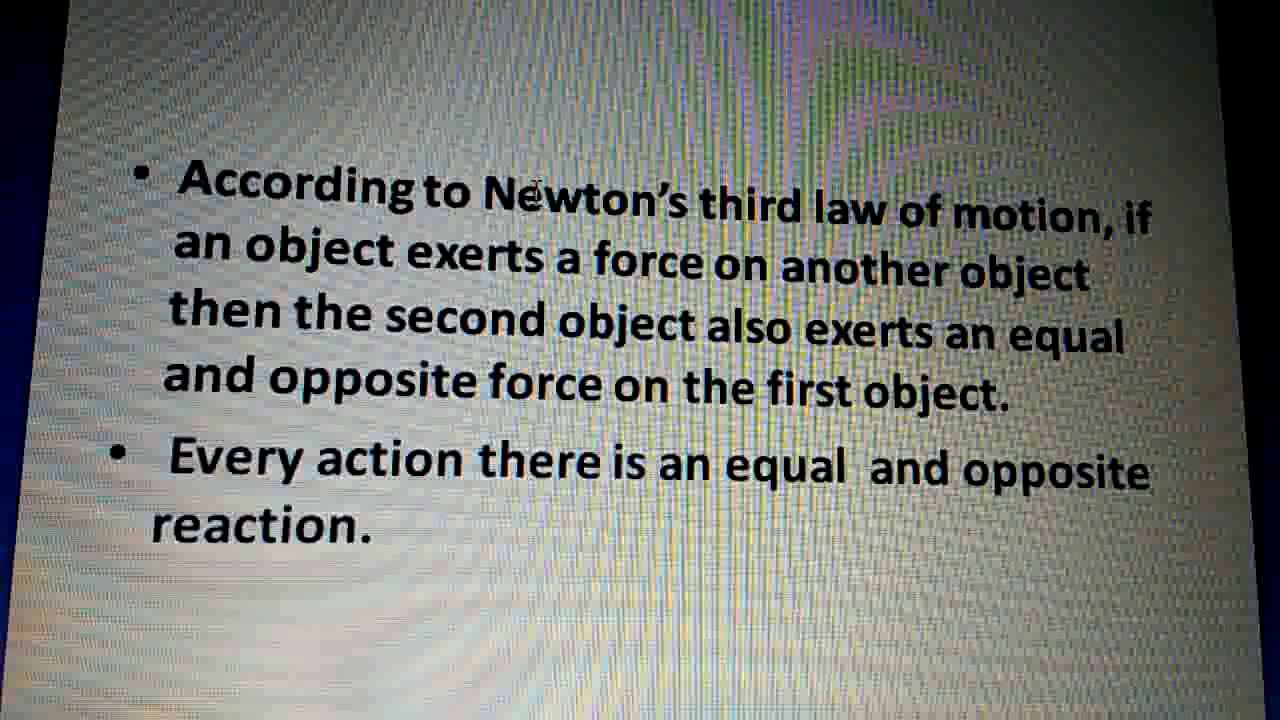 • According to Newton's third law of motion, if
an object exerts a force on another object
then the second object also exerts an equal
and opposite force on the first object.
• Every action there is an equal and opposite
reaction.